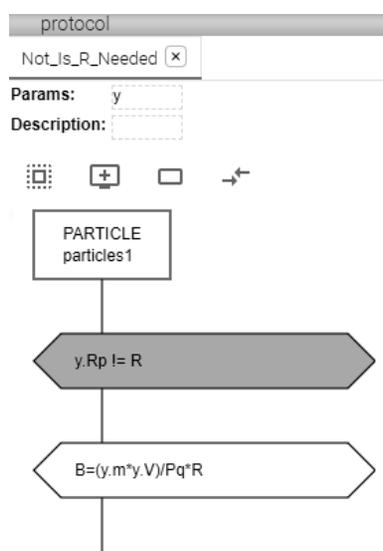 protocol
Not_Is_R_Needed
Params: y
Description:
PARTICLE
particles1
y.Rp != R
B=(y.m*y.V)/Pq*R